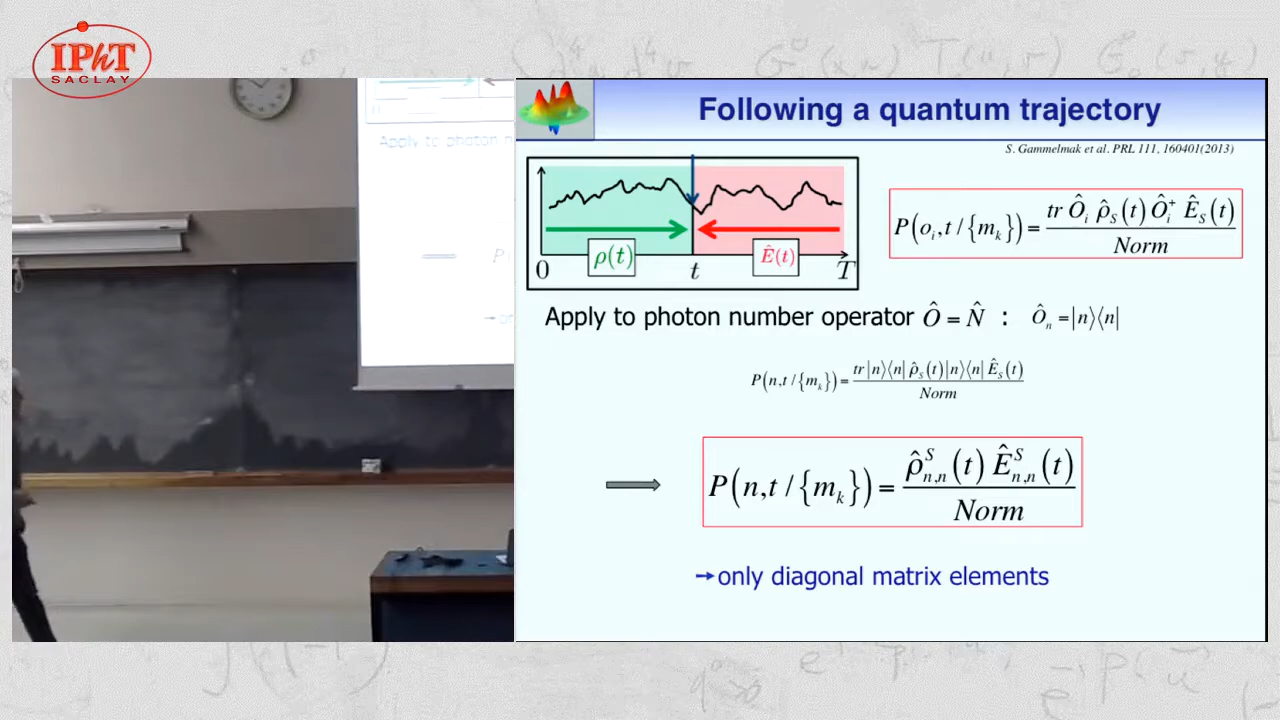 IPhT
SACLAY
Apply to photon n
Following a quantum trajectory
S. Gammelmak et al. PRL 111, 160401(2013)
ρ(t)
Ê(t)
0
t
T
P(o_i,t / {m_k}) = tr Ô_i ρ̂_S(t) Ô_i^+ Ê_S(t) / Norm
Apply to photon number operator Ô = N̂ : Ô_n = |n⟩⟨n|
P(n,t / {m_k}) = tr |n⟩⟨n| ρ̂_S(t) |n⟩⟨n| Ê_S(t) / Norm
P(n,t / {m_k}) = ρ̂^S_{n,n}(t) Ê^S_{n,n}(t) / Norm
→only diagonal matrix elements